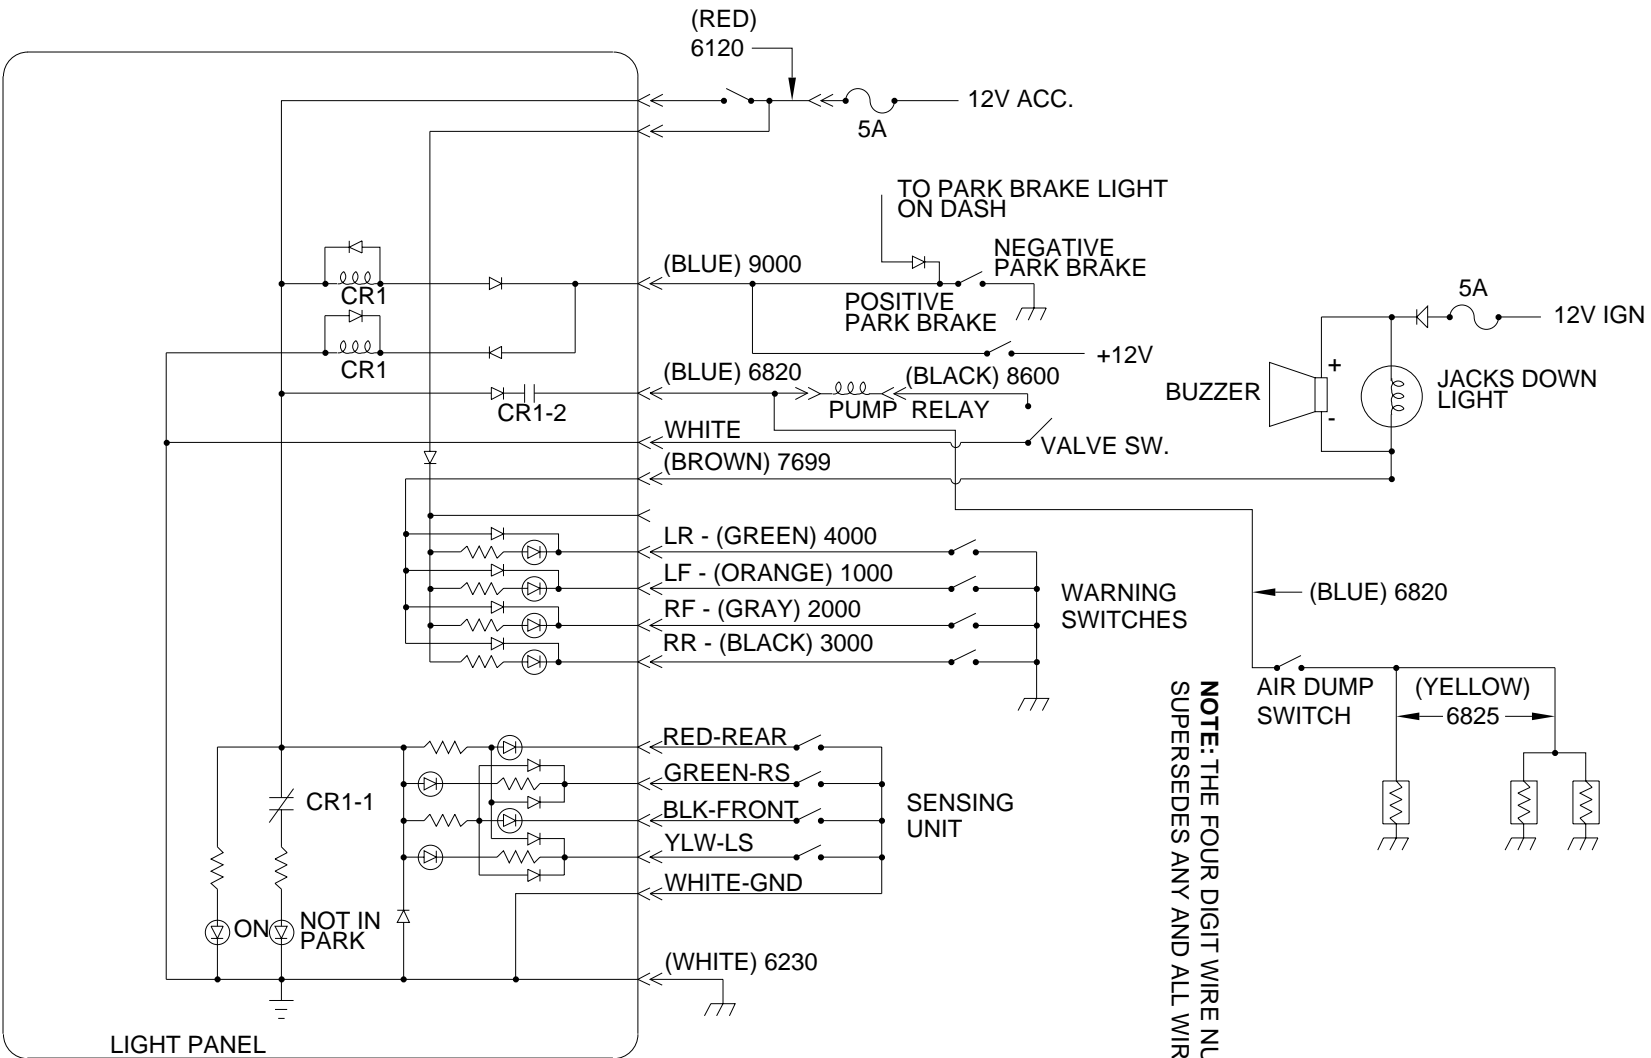 (RED)
6120
12V ACC.
5A
TO PARK BRAKE LIGHT
ON DASH
NEGATIVE
PARK BRAKE
(BLUE) 9000
CR1
POSITIVE
PARK BRAKE
5A
12V IGN
CR1
+12V
(BLUE) 6820
(BLACK) 8600
CR1-2
PUMP RELAY
BUZZER
+
-
JACKS DOWN
LIGHT
WHITE
VALVE SW.
(BROWN) 7699
LR - (GREEN) 4000
LF - (ORANGE) 1000
RF - (GRAY) 2000
RR - (BLACK) 3000
WARNING
SWITCHES
(BLUE) 6820
AIR DUMP
SWITCH
(YELLOW)
6825
RED-REAR
GREEN-RS
BLK-FRONT
YLW-LS
WHITE-GND
SENSING
UNIT
CR1-1
ON
NOT IN
PARK
(WHITE) 6230
LIGHT PANEL
NOTE: THE FOUR DIGIT WIRE NU
SUPERSEDES ANY AND ALL WIR